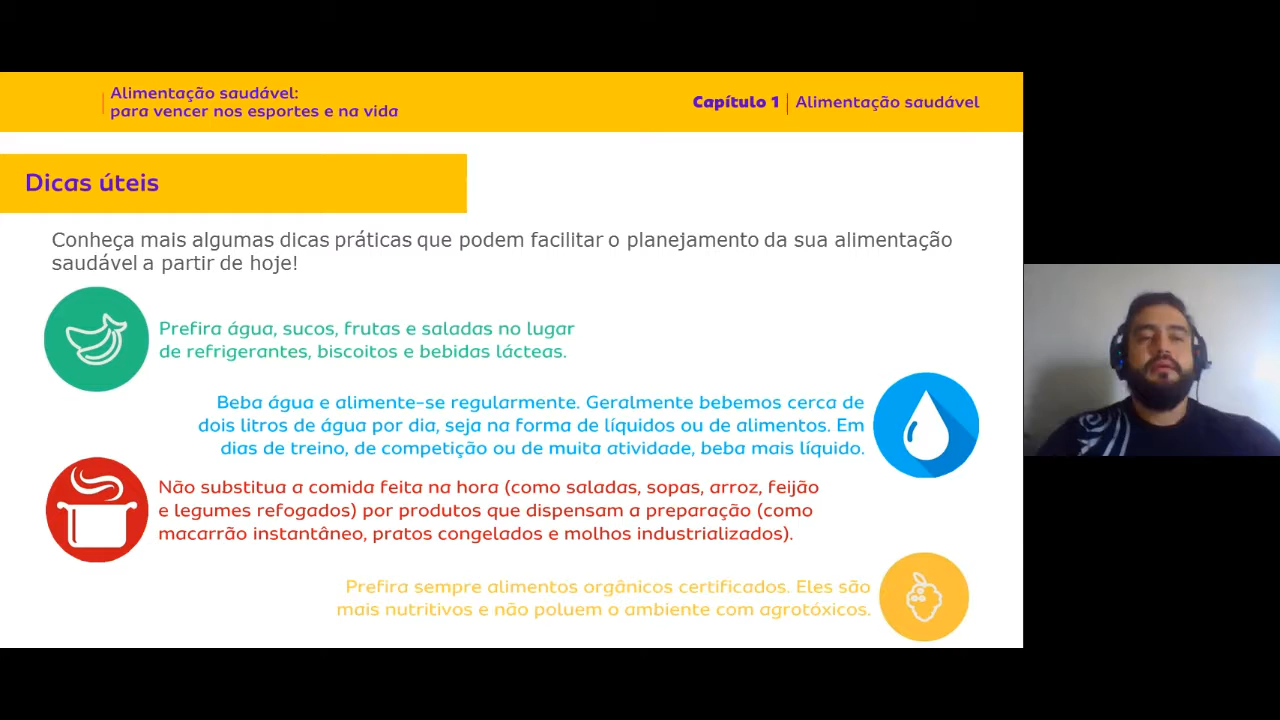 Alimentação saudável:
para vencer nos esportes e na vida
Capítulo 1 | Alimentação saudável
Dicas úteis
Conheça mais algumas dicas práticas que podem facilitar o planejamento da sua alimentação
saudável a partir de hoje!
Prefira água, sucos, frutas e saladas no lugar
de refrigerantes, biscoitos e bebidas lácteas.
Beba água e alimente-se regularmente. Geralmente bebemos cerca de
dois litros de água por dia, seja na forma de líquidos ou de alimentos. Em
dias de treino, de competição ou de muita atividade, beba mais líquido.
Não substitua a comida feita na hora (como saladas, sopas, arroz, feijão
e legumes refogados) por produtos que dispensam a preparação (como
macarrão instantâneo, pratos congelados e molhos industrializados).
Prefira sempre alimentos orgânicos certificados. Eles são
mais nutritivos e não poluem o ambiente com agrotóxicos.